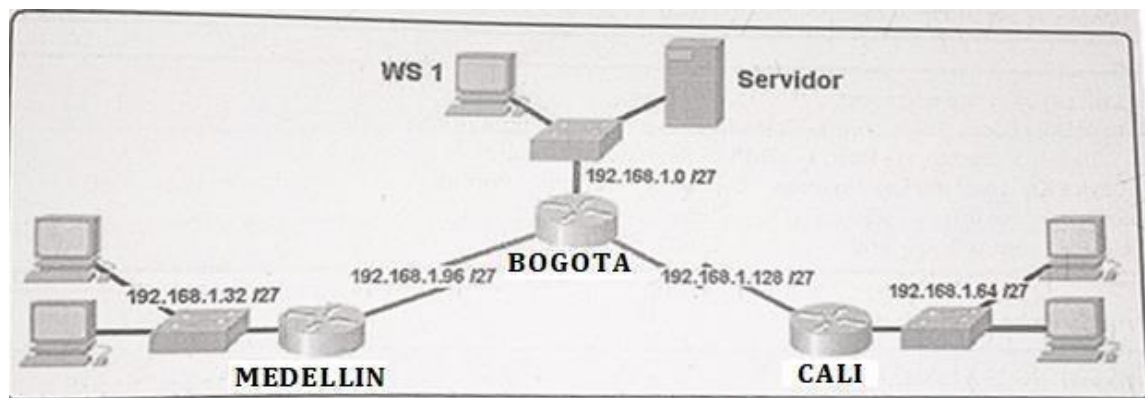 WS 1
Servidor
192.168.1.0 /27
BOGOTA
192.168.1.96 /27
192.168.1.128 /27
192.168.1.32 /27
192.168.1.64 /27
MEDELLIN
CALI